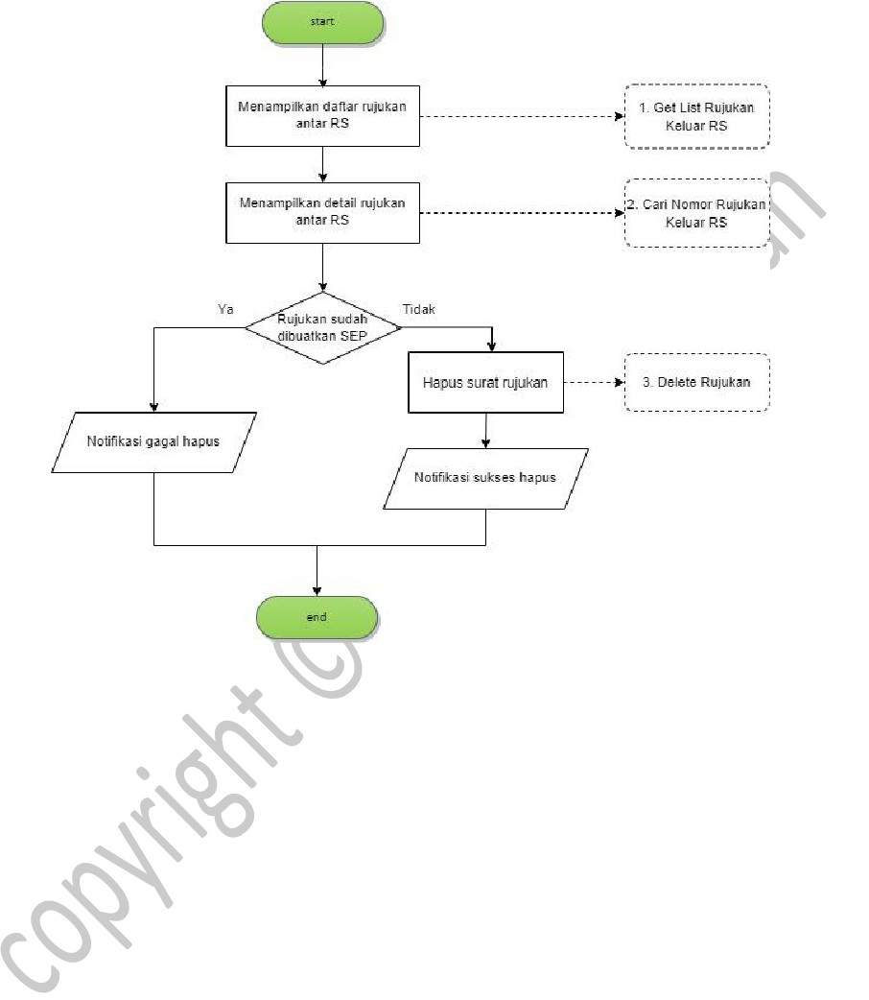 start
Menampilkan daftar rujukan
antar RS
1. Get List Rujukan
Keluar RS
Menampilkan detail rujukan
antar RS
2. Cari Nomor Rujukan
Keluar RS
Ya
Rujukan sudah
dibuatkan SEP
Tidak
Hapus surat rujukan
3. Delete Rujukan
Notifikasi gagal hapus
Notifikasi sukses hapus
end
copyright ©